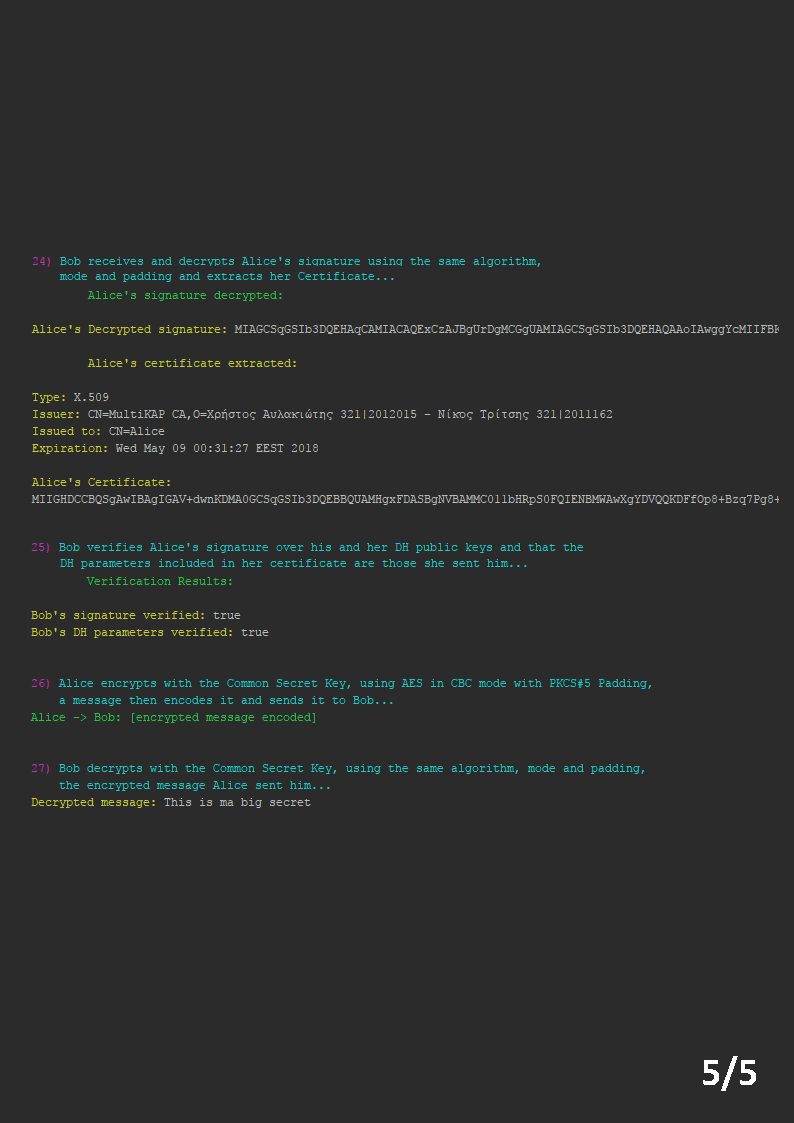 24) Bob receives and decrypts Alice's signature using the same algorithm,
mode and padding and extracts her Certificate...
Alice's signature decrypted:
Alice's Decrypted signature: MIAGCSqGSIb3DQEHAqCAMIACAQExCzAJBgUrDgMCGgUAMIAGCSqGSIb3DQEHAQAAoIAwggYcMIIFBK
Alice's certificate extracted:
Type: X.509
Issuer: CN=MultiKAP CA,O=Χρήστος Αυλακιώτης 321|2012015 - Νίκος Τρίτσης 321|2011162
Issued to: CN=Alice
Expiration: Wed May 09 00:31:27 EEST 2018
Alice's Certificate:
MIIGHDCCBQSgAwIBAgIGAV+dwnKDMA0GCSqGSIb3DQEBBQUAMHgxFDASBgNVBAMMC011bHRpS0FQIENBMWAwXgYDVQQKDFfOp8+Bzq7Pg8+
25) Bob verifies Alice's signature over his and her DH public keys and that the
DH parameters included in her certificate are those she sent him...
Verification Results:
Bob's signature verified: true
Bob's DH parameters verified: true
26) Alice encrypts with the Common Secret Key, using AES in CBC mode with PKCS#5 Padding,
a message then encodes it and sends it to Bob...
Alice -> Bob: [encrypted message encoded]
27) Bob decrypts with the Common Secret Key, using the same algorithm, mode and padding,
the encrypted message Alice sent him...
Decrypted message: This is ma big secret
5/5